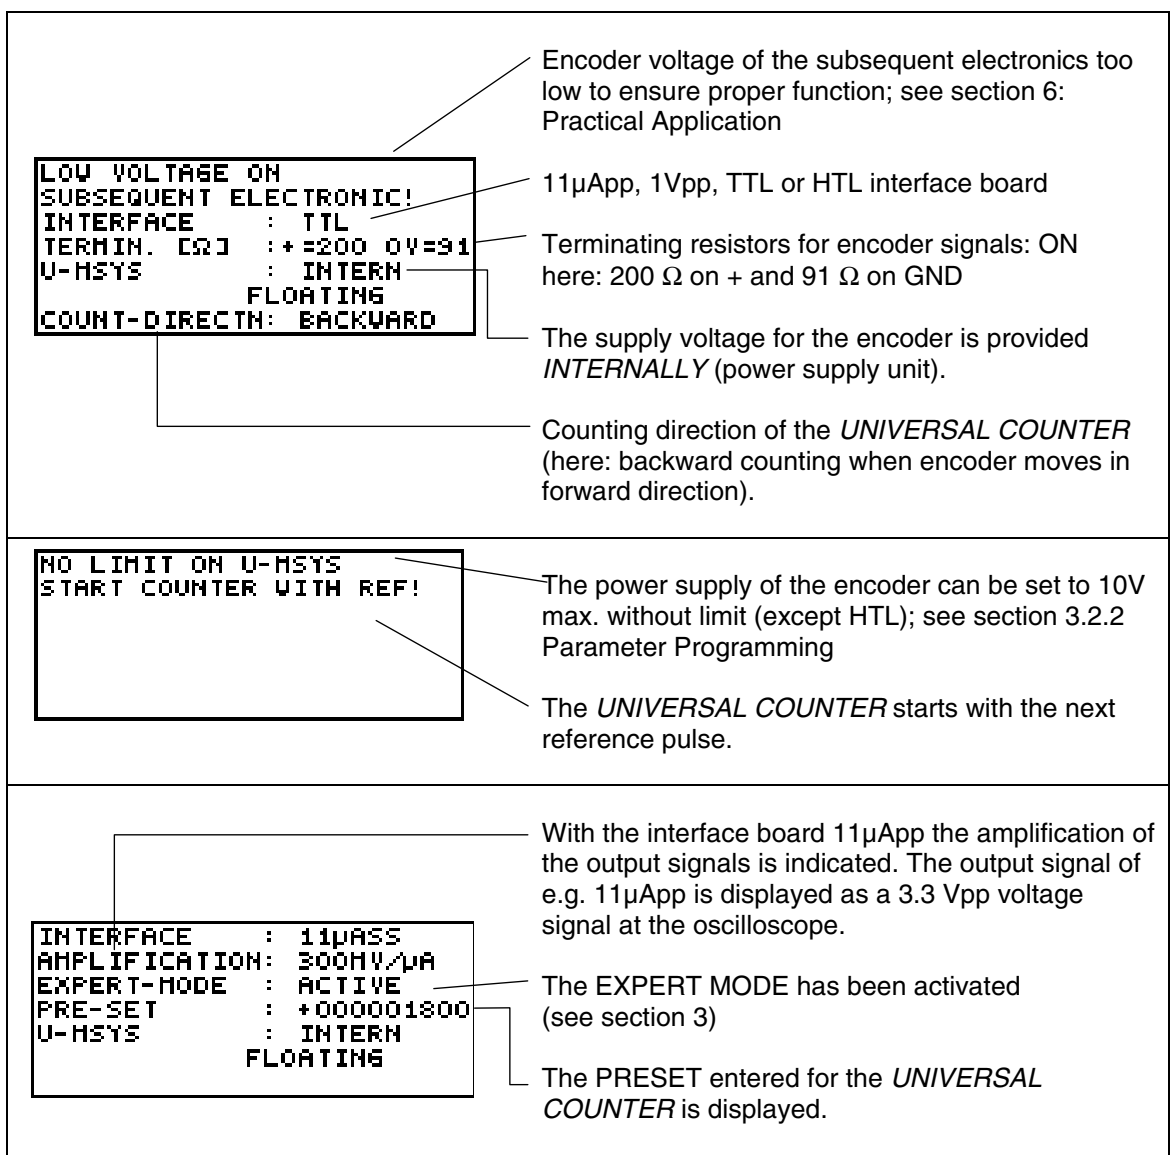 Encoder voltage of the subsequent electronics too
low to ensure proper function; see section 6:
Practical Application
LOW VOLTAGE ON
SUBSEQUENT ELECTRONIC!
INTERFACE : TTL
TERMIN. [Ω] :+=200 0V=91
U-MSYS : INTERN
FLOATING
COUNT-DIRECTN: BACKWARD
11µApp, 1Vpp, TTL or HTL interface board
Terminating resistors for encoder signals: ON
here: 200 Ω on + and 91 Ω on GND
The supply voltage for the encoder is provided
INTERNALLY (power supply unit).
Counting direction of the UNIVERSAL COUNTER
(here: backward counting when encoder moves in
forward direction).
NO LIMIT ON U-MSYS
START COUNTER WITH REF!
The power supply of the encoder can be set to 10V
max. without limit (except HTL); see section 3.2.2
Parameter Programming
The UNIVERSAL COUNTER starts with the next
reference pulse.
With the interface board 11µApp the amplification of
the output signals is indicated. The output signal of
e.g. 11µApp is displayed as a 3.3 Vpp voltage
signal at the oscilloscope.
INTERFACE : 11µASS
AMPLIFICATION: 300MV/µA
EXPERT-MODE : ACTIVE
PRE-SET : +000001800
U-MSYS : INTERN
FLOATING
The EXPERT MODE has been activated
(see section 3)
The PRESET entered for the UNIVERSAL
COUNTER is displayed.